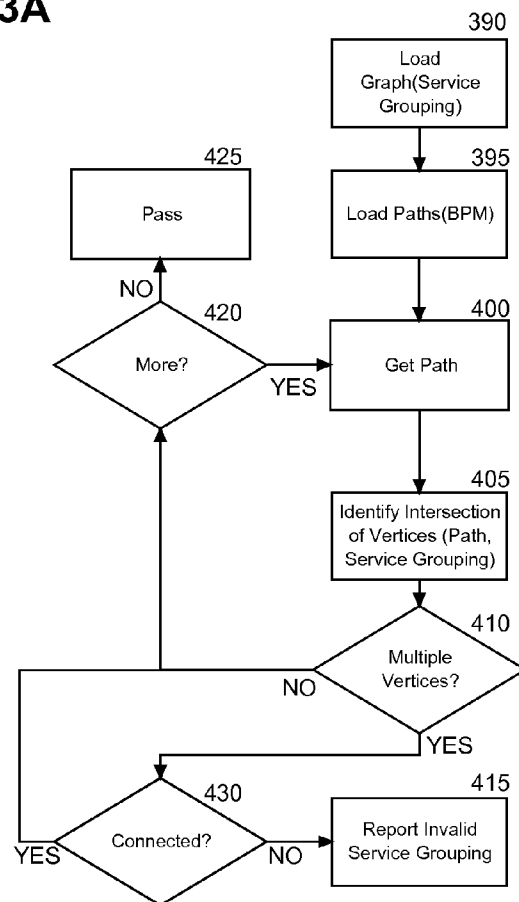 3A
390
Load
Graph(Service
Grouping)
425
395
Pass
Load Paths(BPM)
NO
420
400
More?
YES
Get Path
405
Identify Intersection
of Vertices (Path,
Service Grouping)
410
Multiple
Vertices?
NO
YES
430
415
Connected?
YES
NO
Report Invalid
Service Grouping